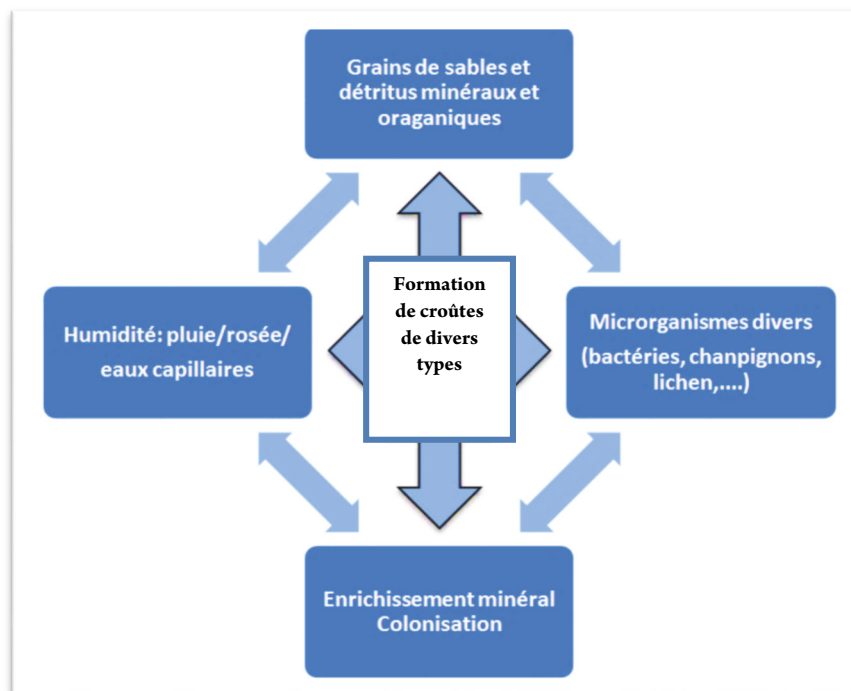 Grains de sables et
détritus minéraux et
oraganiques
Formation
de croûtes
de divers
types
Humidité: pluie/rosée/
eaux capillaires
Microrganismes divers
(bactéries, chanpignons,
lichen,....)
Enrichissement minéral
Colonisation